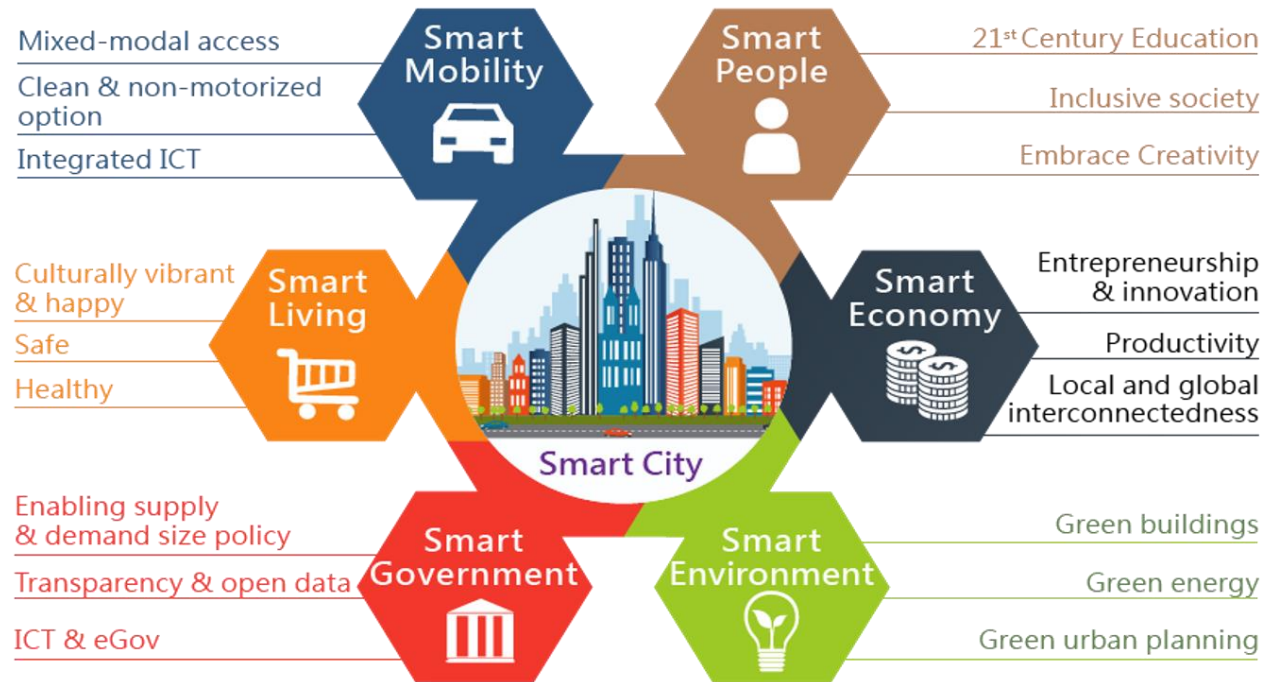 Mixed-modal access
Clean & non-motorized
option
Integrated ICT
Smart
Mobility
Smart
People
21st Century Education
Inclusive society
Embrace Creativity
Culturally vibrant
& happy
Safe
Healthy
Smart
Living
Smart City
Smart
Economy
Entrepreneurship
& innovation
Productivity
Local and global
interconnectedness
Enabling supply
& demand size policy
Transparency & open data
ICT & eGov
Smart
Government
Smart
Environment
Green buildings
Green energy
Green urban planning